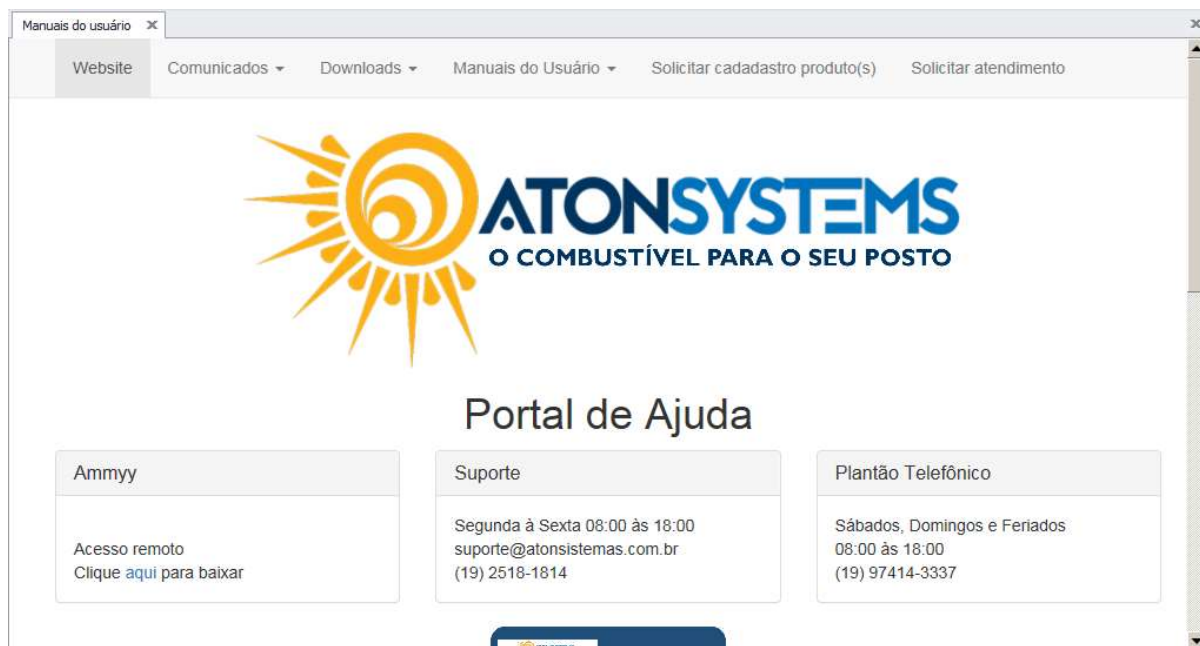 Manuais do usuário
Website Comunicados Downloads Manuais do Usuário Solicitar cadadastro produto(s) Solicitar atendimento
ATONSYSTEMS
O COMBUSTÍVEL PARA O SEU POSTO
Portal de Ajuda
Ammyy
Acesso remoto
Clique aqui para baixar
Suporte
Segunda à Sexta 08:00 às 18:00
suporte@atonsistemas.com.br
(19) 2518-1814
Plantão Telefônico
Sábados, Domingos e Feriados
08:00 às 18:00
(19) 97414-3337